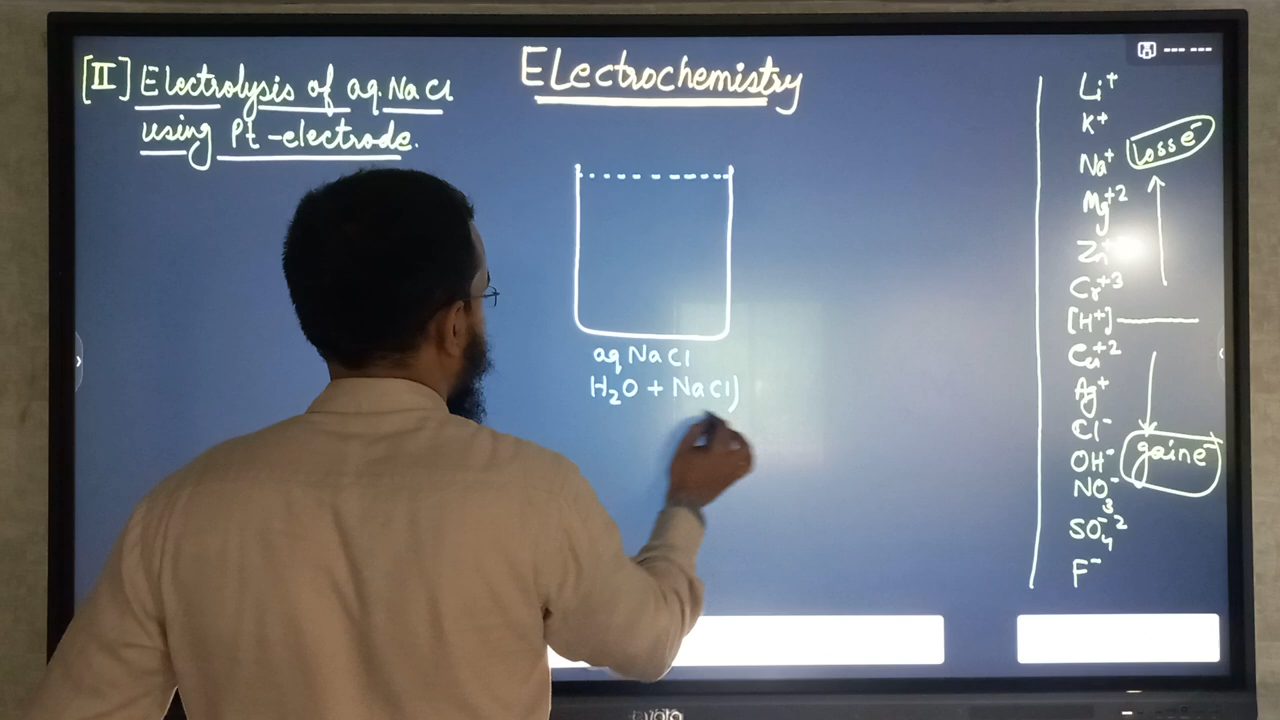 Electrochemistry
[II] Electrolysis of aq. NaCl
using Pt-electrode.
aq NaCl
H₂O + NaCl)
Li⁺
K⁺
Na⁺
Mg⁺²
Zn⁺
Cr⁺³
[H⁺]
Cu⁺²
Ag⁺
Cl⁻
OH⁻
NO₃⁻
SO₄⁻²
F⁻
Loss e⁻
gain e⁻